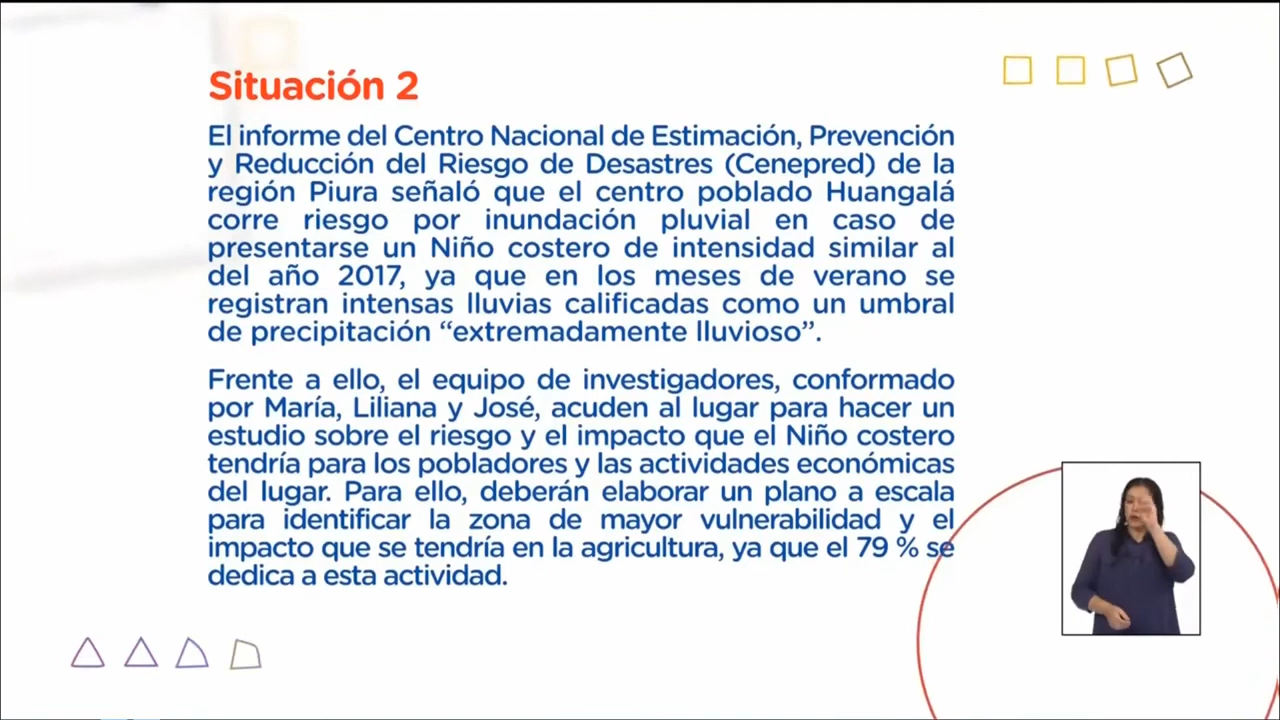 Situación 2
El informe del Centro Nacional de Estimación, Prevención
y Reducción del Riesgo de Desastres (Cenepred) de la
región Piura señaló que el centro poblado Huangalá
corre riesgo por inundación pluvial en caso de
presentarse un Niño costero de intensidad similar al
del año 2017, ya que en los meses de verano se
registran intensas lluvias calificadas como un umbral
de precipitación “extremadamente lluvioso”.
Frente a ello, el equipo de investigadores, conformado
por María, Liliana y José, acuden al lugar para hacer un
estudio sobre el riesgo y el impacto que el Niño costero
tendría para los pobladores y las actividades económicas
del lugar. Para ello, deberán elaborar un plano a escala
para identificar la zona de mayor vulnerabilidad y el
impacto que se tendría en la agricultura, ya que el 79 % se
dedica a esta actividad.